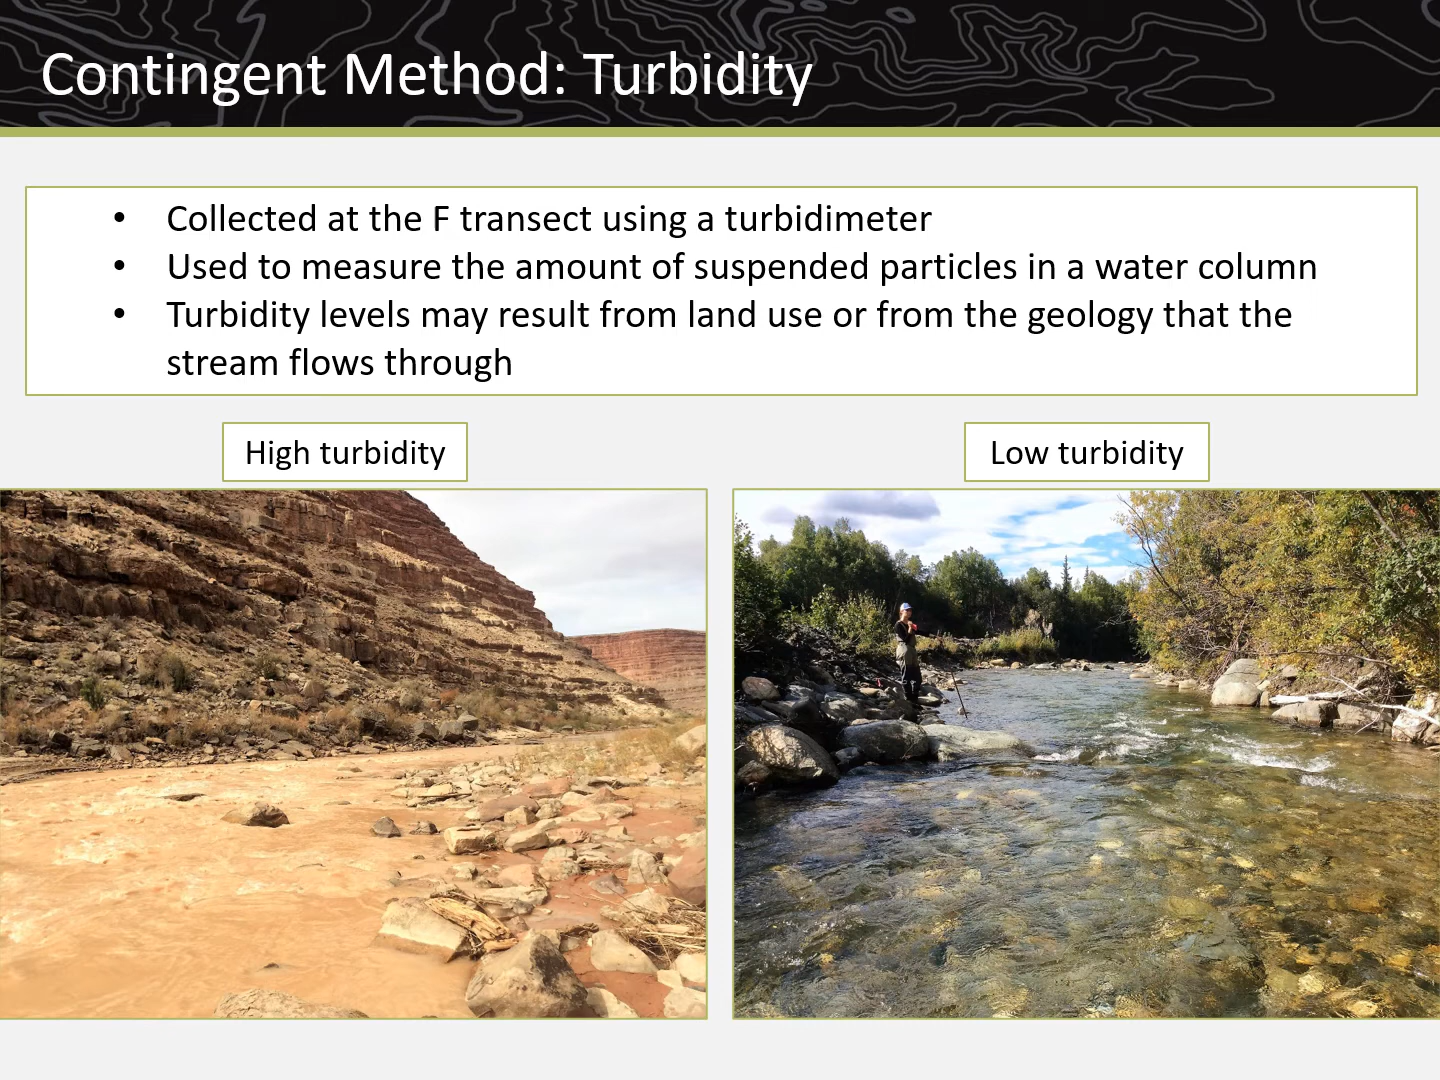 Contingent Method: Turbidity
• Collected at the F transect using a turbidimeter
• Used to measure the amount of suspended particles in a water column
• Turbidity levels may result from land use or from the geology that the
stream flows through
High turbidity
Low turbidity